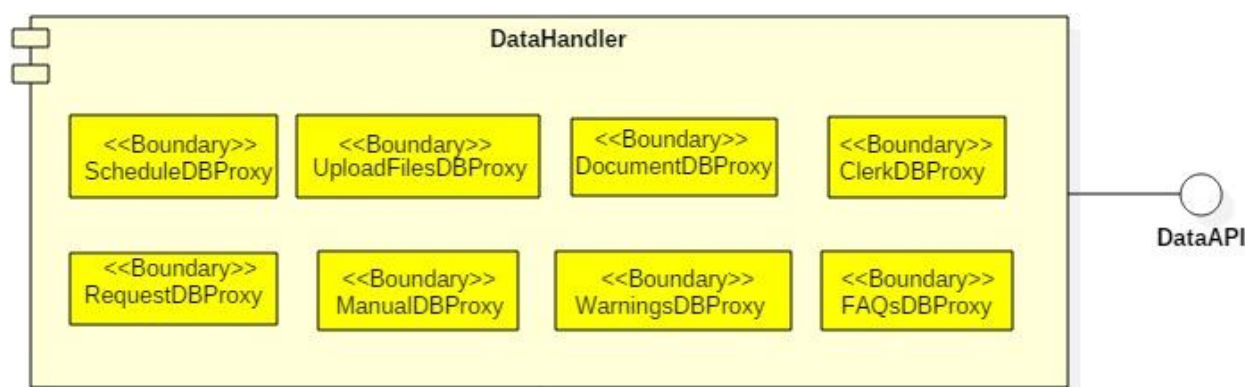 DataHandler
<<Boundary>>
ScheduleDBProxy
<<Boundary>>
UploadFilesDBProxy
<<Boundary>>
DocumentDBProxy
<<Boundary>>
ClerkDBProxy
<<Boundary>>
RequestDBProxy
<<Boundary>>
ManualDBProxy
<<Boundary>>
WarningsDBProxy
<<Boundary>>
FAQsDBProxy
DataAPI